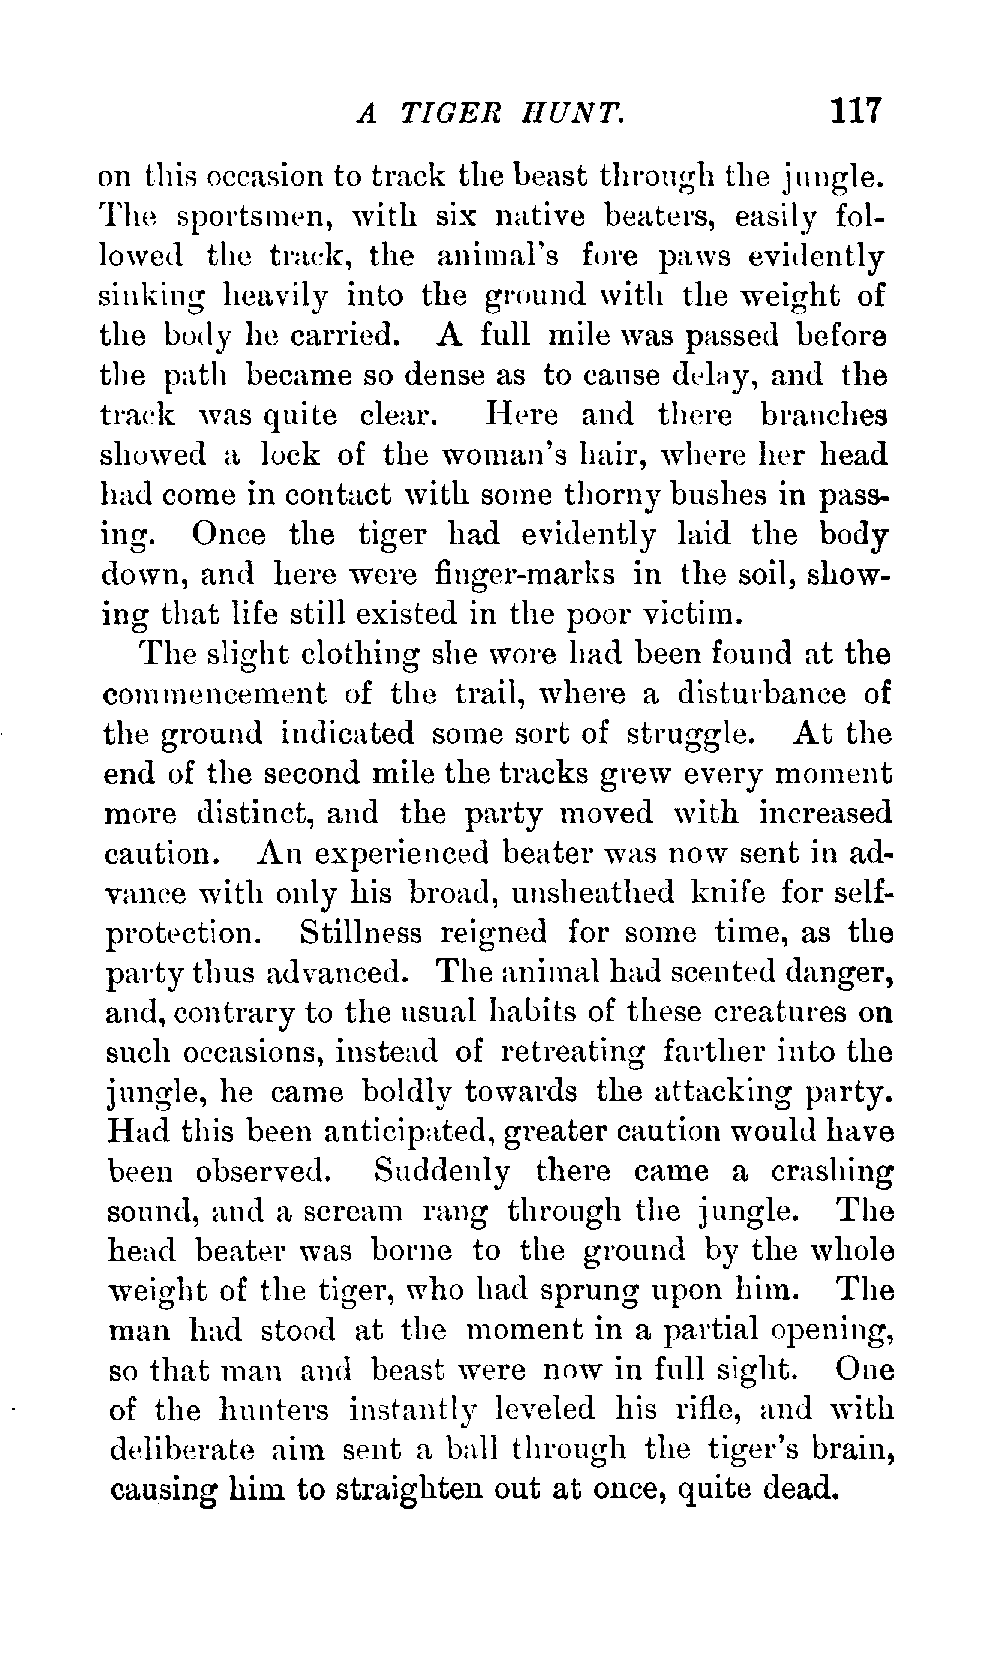 A TIGER HUNT. 117
on this occasion to track the beast through the jungle.
The sportsmen, with six native beaters, easily fol-
lowed the track, the animal's fore paws evidently
sinking heavily into the ground with the weight of
the body he carried. A full mile was passed before
the path became so dense as to cause delay, and the
track was quite clear. Here and there branches
showed a lock of the woman's hair, where her head
had come in contact with some thorny bushes in pass-
ing. Once the tiger had evidently laid the body
down, and here were finger-marks in the soil, show-
ing that life still existed in the poor victim.
The slight clothing she wore had been found at the
commencement of the trail, where a disturbance of
the ground indicated some sort of struggle. At the
end of the second mile the tracks grew every moment
more distinct, and the party moved with increased
caution. An experienced beater was now sent in ad-
vance with only his broad, unsheathed knife for self-
protection. Stillness reigned for some time, as the
party thus advanced. The animal had scented danger,
and, contrary to the usual habits of these creatures on
such occasions, instead of retreating farther into the
jungle, he came boldly towards the attacking party.
Had this been anticipated, greater caution would have
been observed. Suddenly there came a crashing
sound, and a scream rang through the jungle. The
head beater was borne to the ground by the whole
weight of the tiger, who had sprung upon him. The
man had stood at the moment in a partial opening,
so that man and beast were now in full sight. One
of the hunters instantly leveled his rifle, and with
deliberate aim sent a ball through the tiger's brain,
causing him to straighten out at once, quite dead.